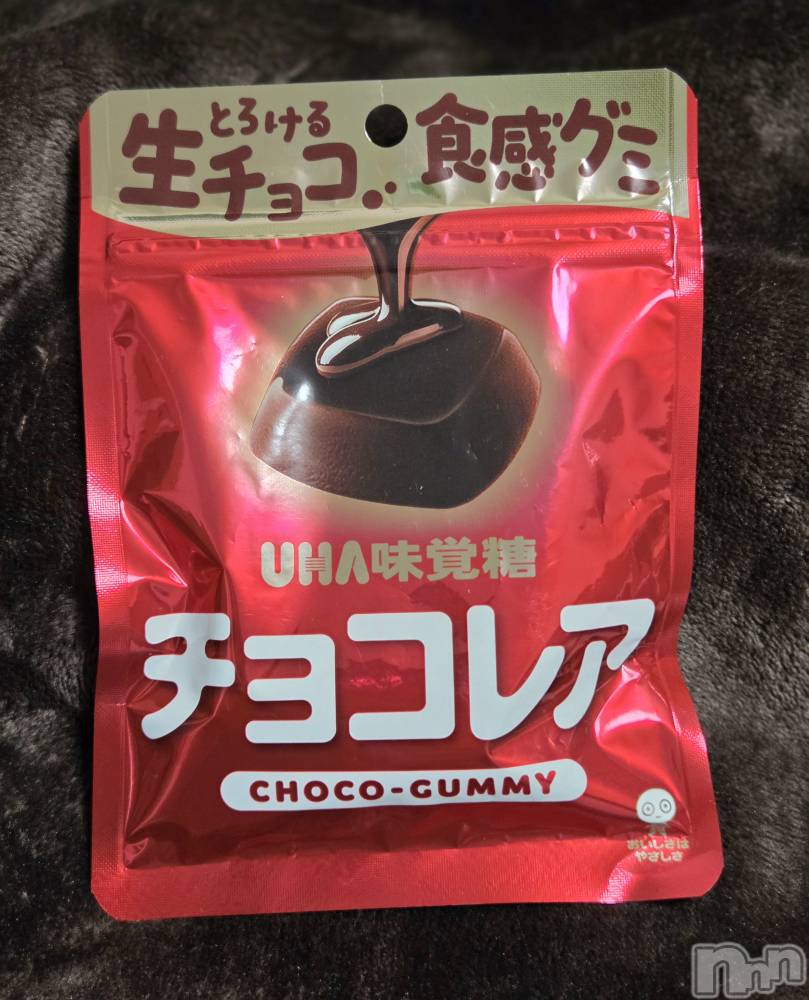 とろける
生チョコ食感グミ
UHA味覚糖
チョコレア
CHOCO-GUMMY
おいしさは
やさしさ
nnn